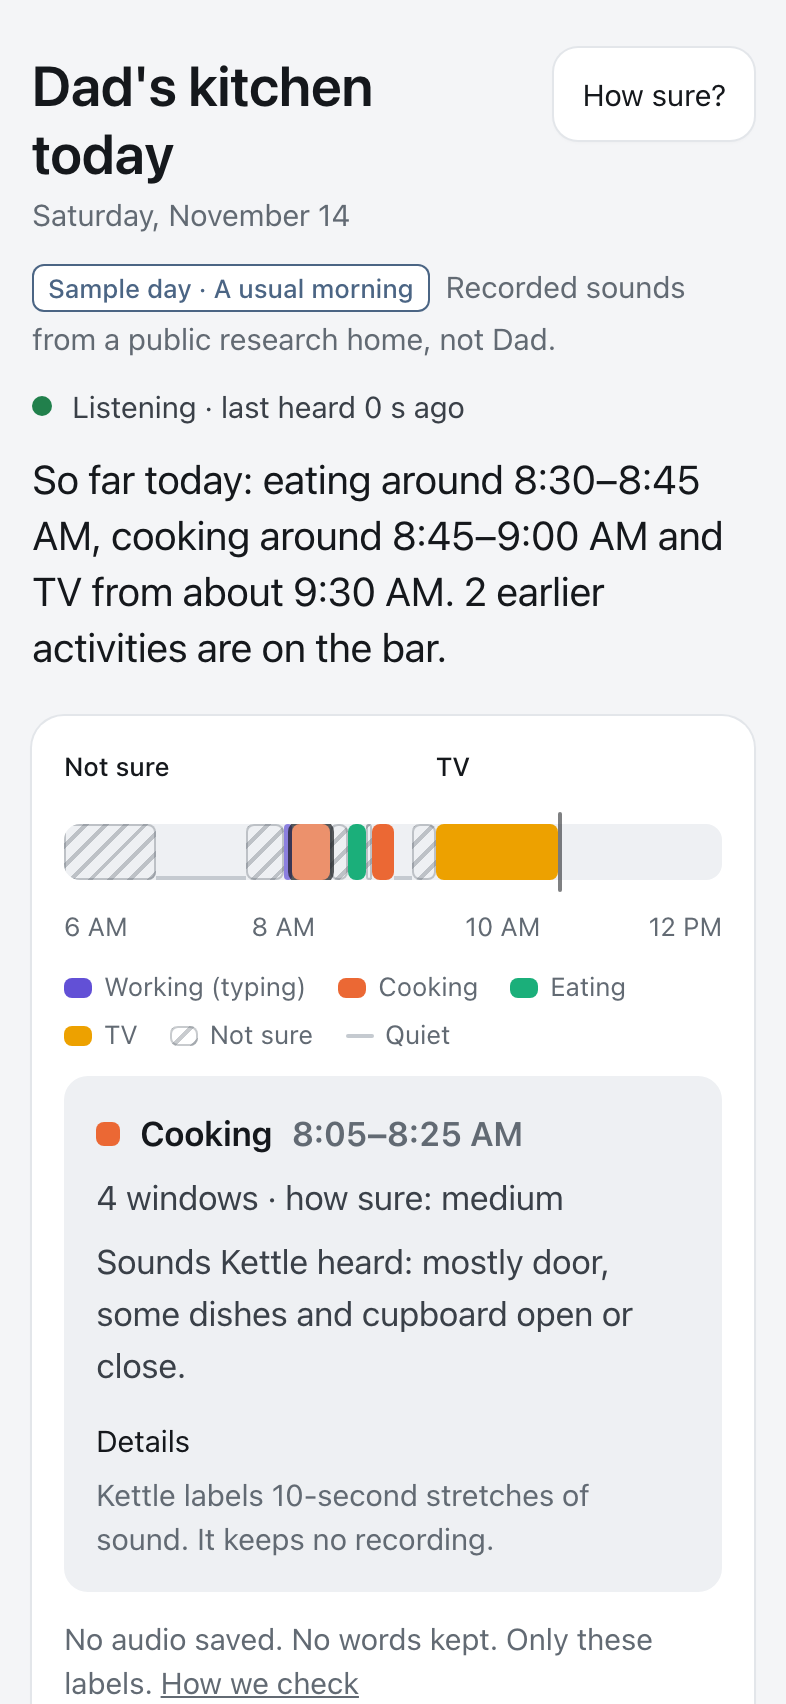 Dad's kitchen
today
How sure?
Saturday, November 14
Sample day · A usual morning Recorded sounds
from a public research home, not Dad.
Listening · last heard 0 s ago
So far today: eating around 8:30–8:45
AM, cooking around 8:45–9:00 AM and
TV from about 9:30 AM. 2 earlier
activities are on the bar.
Not sure TV
6 AM 8 AM 10 AM 12 PM
Working (typing) Cooking Eating
TV Not sure Quiet
Cooking 8:05–8:25 AM
4 windows · how sure: medium
Sounds Kettle heard: mostly door,
some dishes and cupboard open or
close.
Details
Kettle labels 10-second stretches of
sound. It keeps no recording.
No audio saved. No words kept. Only these
labels. How we check